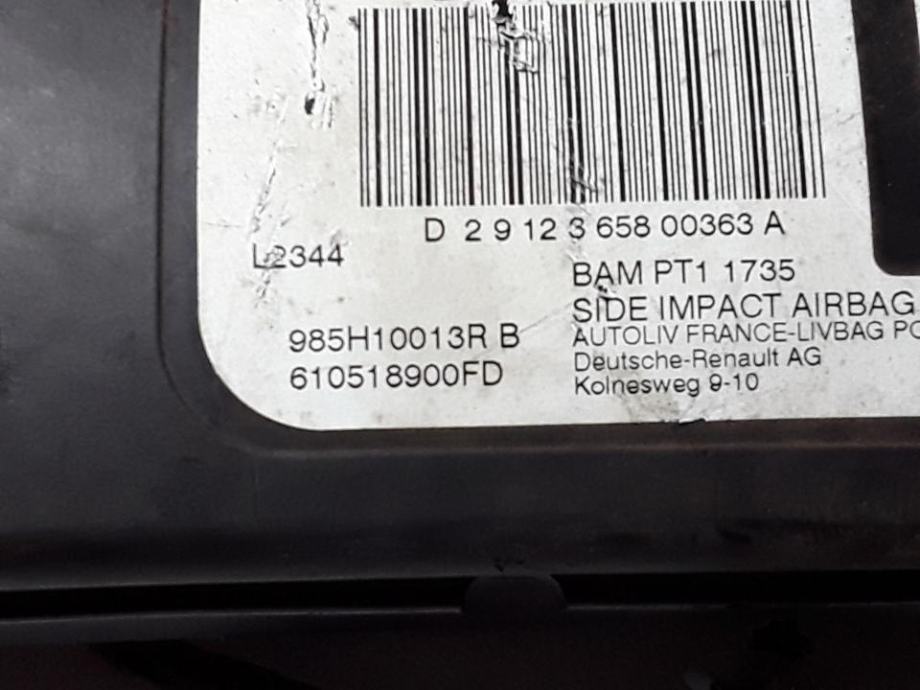 D 2 9 12 3 658 00363 A
L2344
BAM PT1 1735
SIDE IMPACT AIRBAG
985H10013R B
AUTOLIV FRANCE-LIVBAG
610518900FD
Deutsche-Renault AG
Kolnesweg 9-10